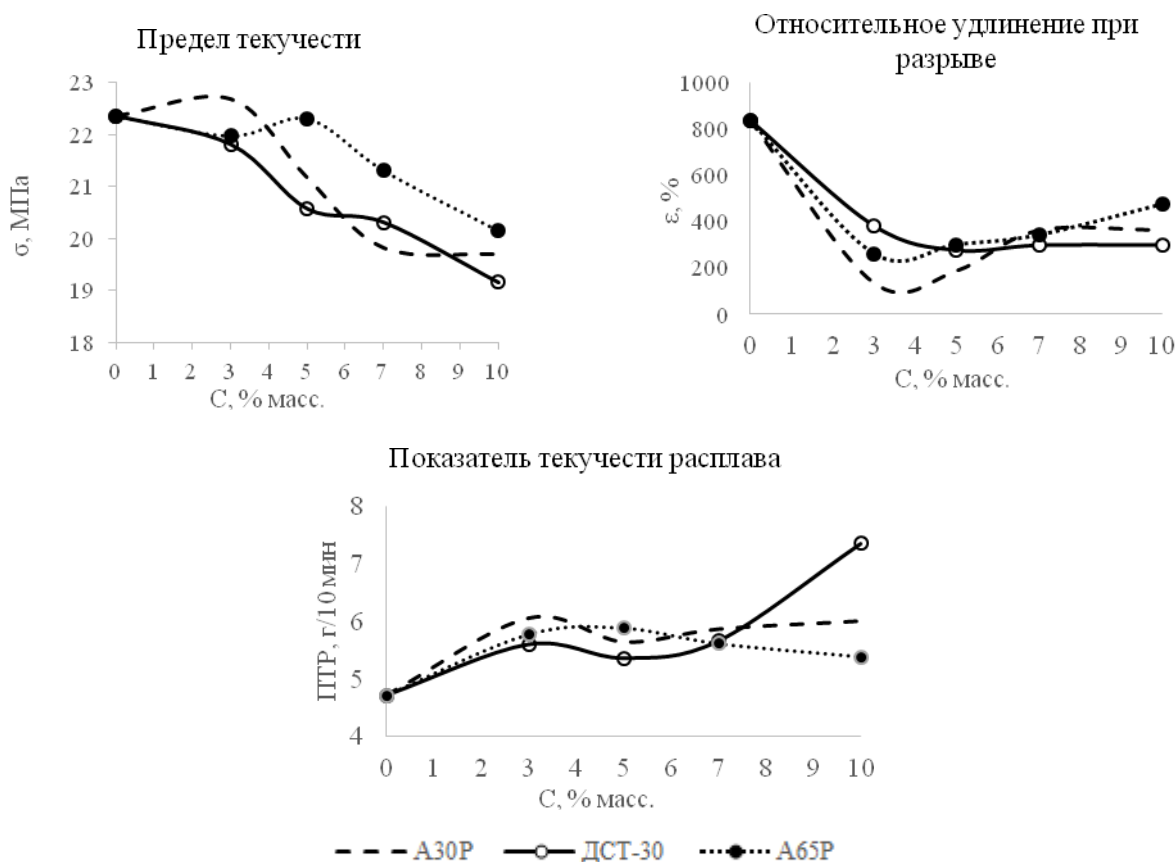 Предел текучести
23
22
21
20
19
18
σ, МПа
0 1 2 3 4 5 6 7 8 9 10
С, % масс.
Относительное удлинение при
разрыве
1000
800
600
400
200
0
ε, %
0 1 2 3 4 5 6 7 8 9 10
С, % масс.
Показатель текучести расплава
8
7
6
5
4
ПТР, г/10 мин
0 1 2 3 4 5 6 7 8 9 10
С, % масс.
А30Р ДСТ-30 А65Р